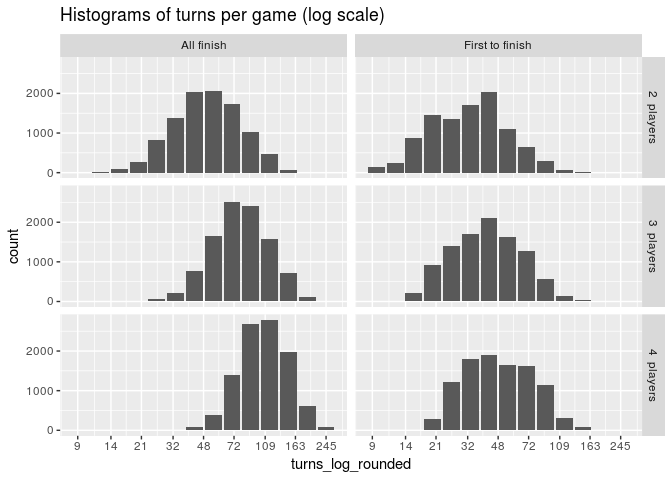 Histograms of turns per game (log scale)
All finish
First to finish
2000
1000
0
2 players
2000
1000
0
3 players
2000
1000
0
4 players
count
9 14 21 32 48 72 109 163 245
9 14 21 32 48 72 109 163 245
turns_log_rounded